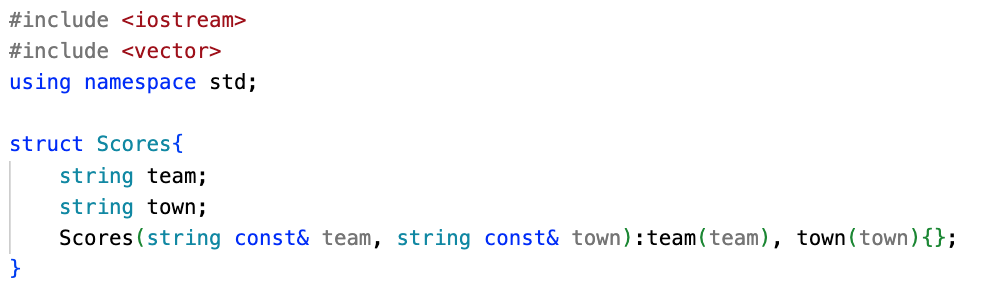 #include <iostream>
#include <vector>
using namespace std;
struct Scores{
string team;
string town;
Scores(string const& team, string const& town):team(team), town(town){};
}